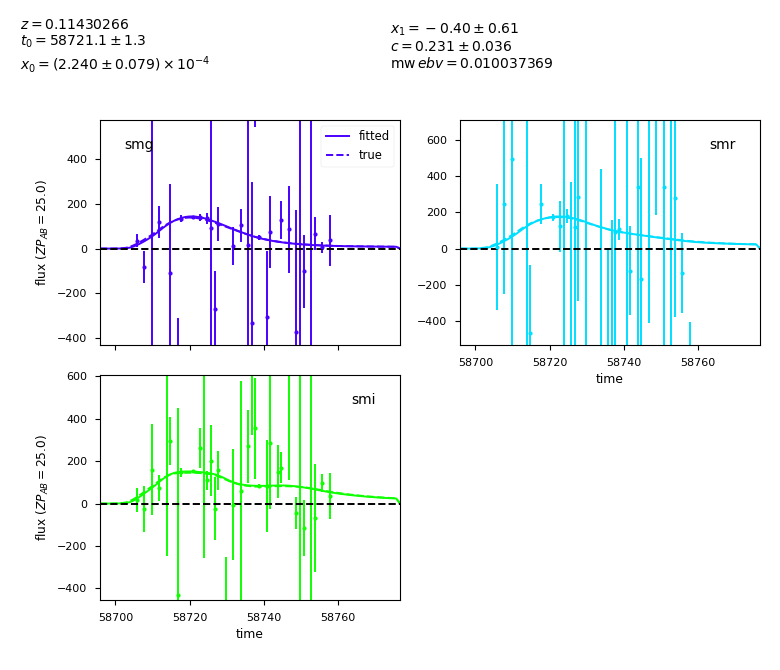 z = 0.11430266
t₀ = 58721.1 ± 1.3
x₀ = (2.240 ± 0.079) × 10⁻⁴
x₁ = −0.40 ± 0.61
c = 0.231 ± 0.036
mw ebv = 0.010037369
smg
fitted
true
400
200
0
−200
−400
flux (ZP_AB = 25.0)
smr
600
400
200
0
−200
−400
58700
58720
58740
58760
time
smi
600
400
200
0
−200
−400
flux (ZP_AB = 25.0)
58700
58720
58740
58760
time